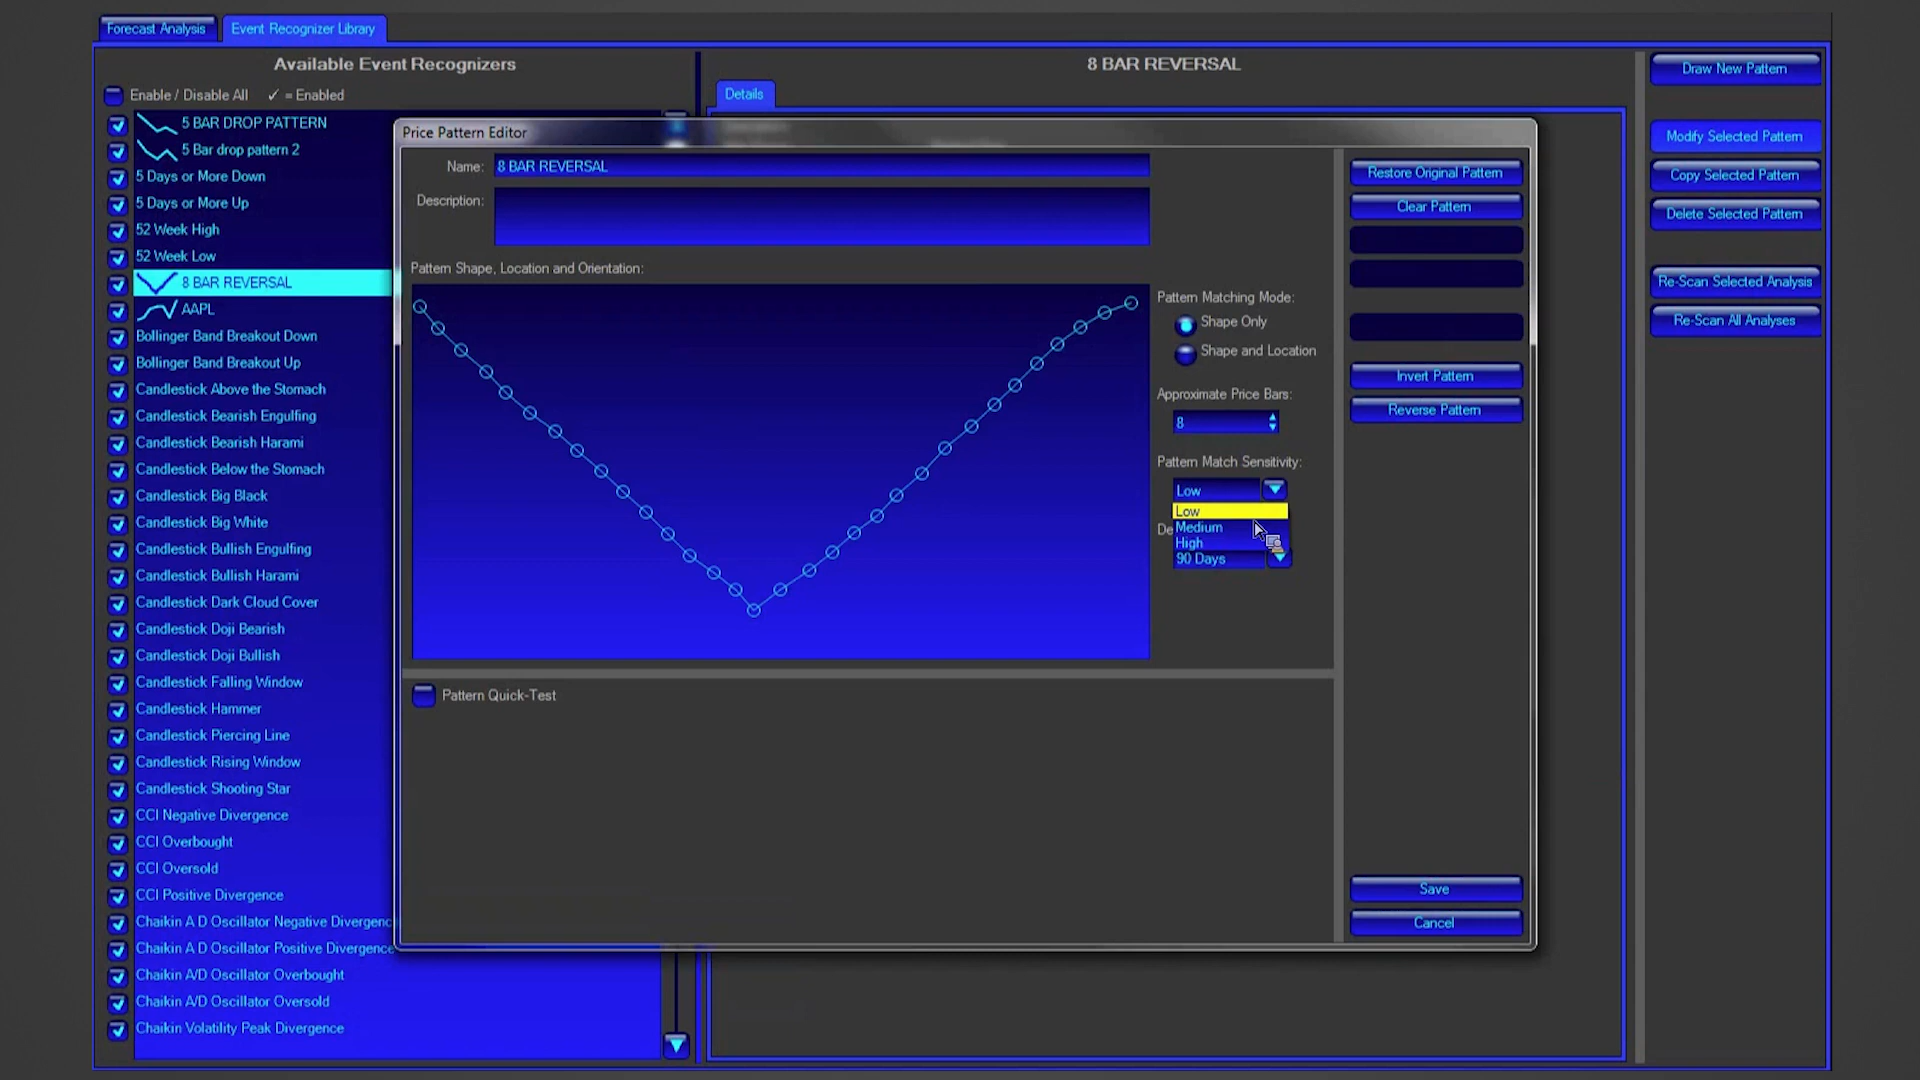 Forecast Analysis
Event Recognizer Library
Available Event Recognizers
Enable / Disable All ✓ = Enabled
5 BAR DROP PATTERN
5 Bar drop pattern 2
5 Days or More Down
5 Days or More Up
52 Week High
52 Week Low
8 BAR REVERSAL
AAPL
Bollinger Band Breakout Down
Bollinger Band Breakout Up
Candlestick Above the Stomach
Candlestick Bearish Engulfing
Candlestick Bearish Harami
Candlestick Below the Stomach
Candlestick Big Black
Candlestick Big White
Candlestick Bullish Engulfing
Candlestick Bullish Harami
Candlestick Dark Cloud Cover
Candlestick Doji Bearish
Candlestick Doji Bullish
Candlestick Falling Window
Candlestick Hammer
Candlestick Piercing Line
Candlestick Rising Window
Candlestick Shooting Star
CCI Negative Divergence
CCI Overbought
CCI Oversold
CCI Positive Divergence
Chaikin A D Oscillator Negative Divergenc
Chaikin A D Oscillator Positive Divergence
Chaikin A/D Oscillator Overbought
Chaikin A/D Oscillator Oversold
Chaikin Volatility Peak Divergence
8 BAR REVERSAL
Details
Price Pattern Editor
Name: 8 BAR REVERSAL
Description:
Pattern Shape, Location and Orientation:
Pattern Matching Mode:
Shape Only
Shape and Location
Approximate Price Bars:
8
Pattern Match Sensitivity:
Low
Low
Medium
High
De
90 Days
Pattern Quick-Test
Restore Original Pattern
Clear Pattern
Invert Pattern
Reverse Pattern
Save
Cancel
Draw New Pattern
Modify Selected Pattern
Copy Selected Pattern
Delete Selected Pattern
Re-Scan Selected Analysis
Re-Scan All Analyses